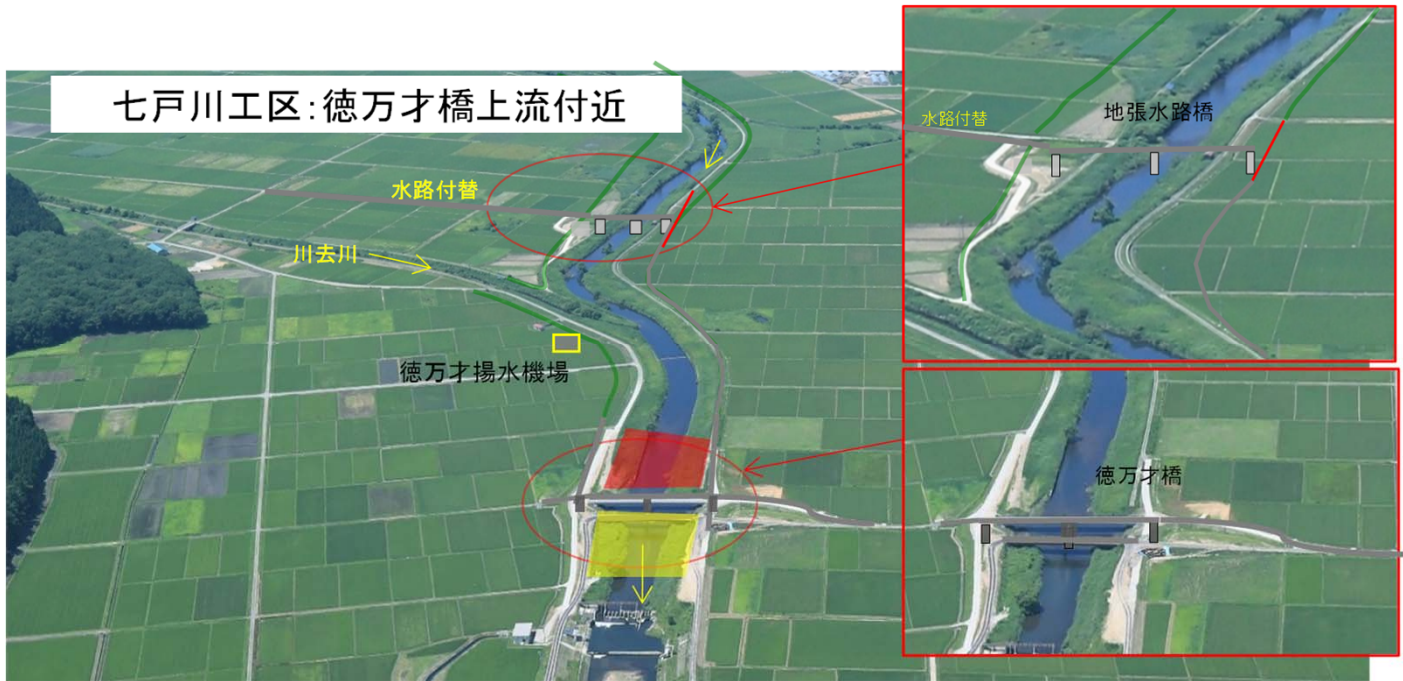 七戸川工区:徳万才橋上流付近
水路付替
川去川
徳万才揚水機場
水路付替
地張水路橋
徳万才橋